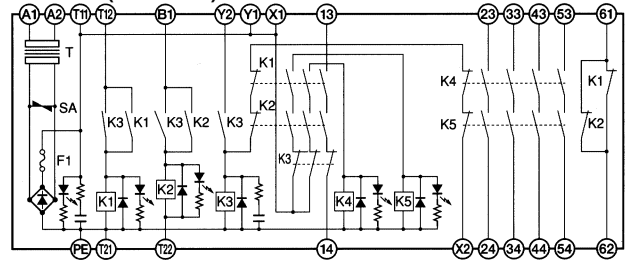 A1 A2 T11 T12 B1 Y2 Y1 X1 13 23 33 43 53 61
T
K1
K4
K1
SA
K3 K1 K3 K2 K3
K2
K5
K2
F1
K3
K1 K2 K3 K4 K5
PE T21 T22 14 X2 24 34 44 54 62